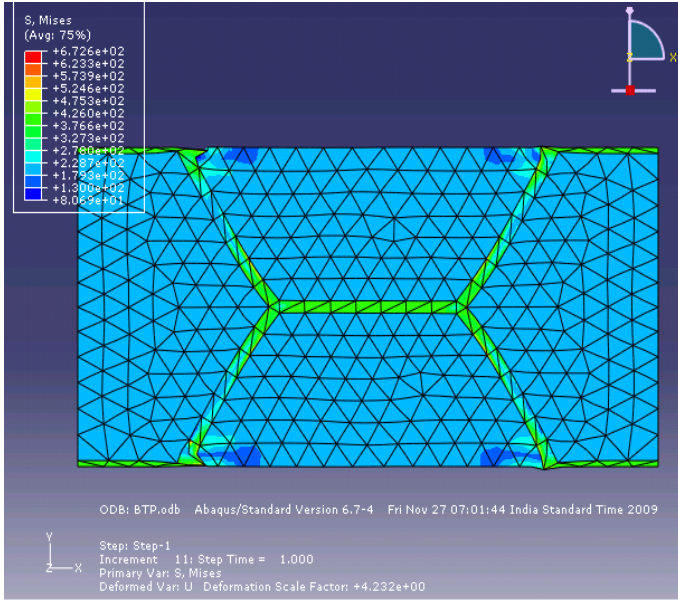 S, Mises
(Avg: 75%)
+6.726e+02
+6.233e+02
+5.739e+02
+5.246e+02
+4.753e+02
+4.260e+02
+3.766e+02
+3.273e+02
+2.780e+02
+2.287e+02
+1.793e+02
+1.300e+02
+8.069e+01
Z X
ODB: BTP.odb Abaqus/Standard Version 6.7-4 Fri Nov 27 07:01:44 India Standard Time 2009
Y
Z X
Step: Step-1
Increment 11: Step Time = 1.000
Primary Var: S, Mises
Deformed Var: U Deformation Scale Factor: +4.232e+00